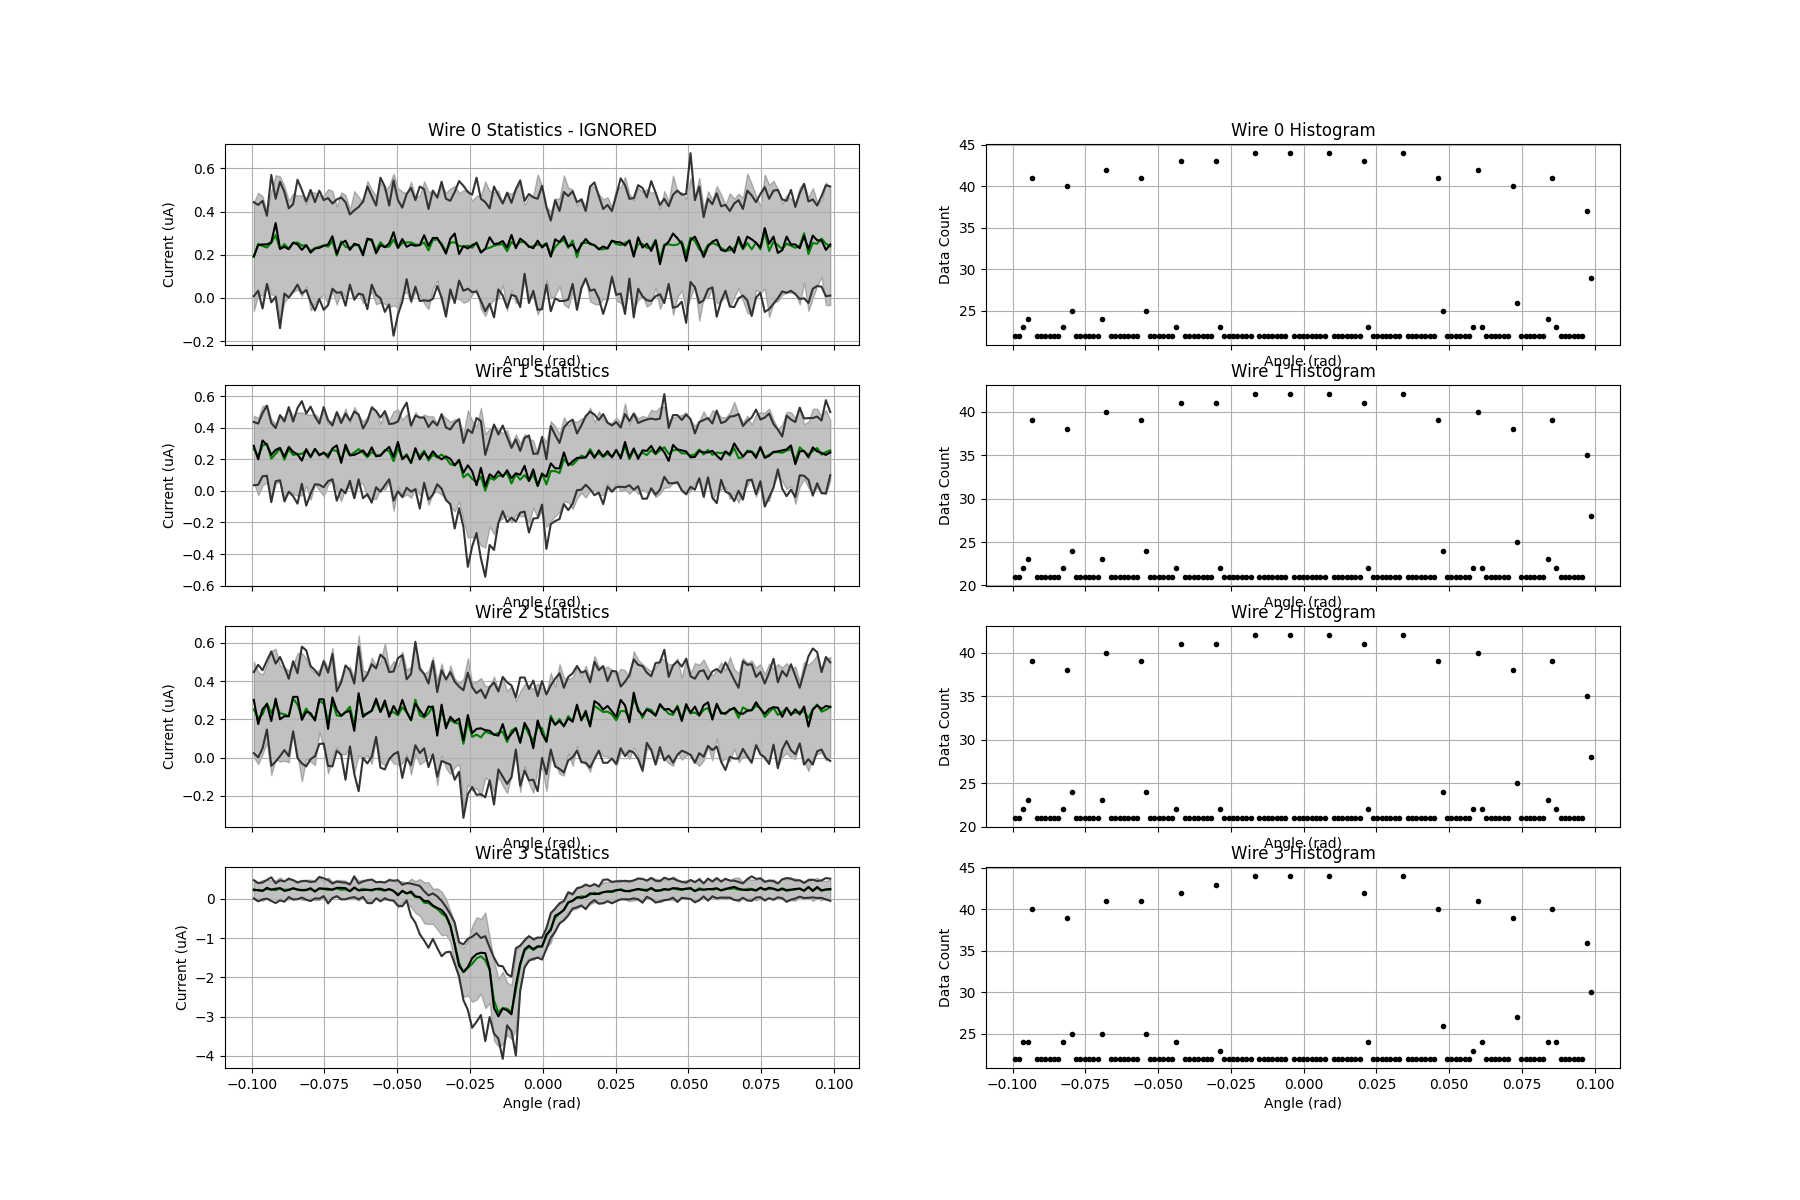 Wire 0 Statistics - IGNORED
Current (uA)
0.6
0.4
0.2
0.0
−0.2
Angle (rad)
Wire 0 Histogram
Data Count
45
40
35
30
25
Angle (rad)
Wire 1 Statistics
Current (uA)
0.6
0.4
0.2
0.0
−0.2
−0.4
−0.6
Angle (rad)
Wire 1 Histogram
Data Count
40
35
30
25
20
Angle (rad)
Wire 2 Statistics
Current (uA)
0.6
0.4
0.2
0.0
−0.2
Angle (rad)
Wire 2 Histogram
Data Count
40
35
30
25
20
Angle (rad)
Wire 3 Statistics
Current (uA)
0
−1
−2
−3
−4
−0.100 −0.075 −0.050 −0.025 0.000 0.025 0.050 0.075 0.100
Angle (rad)
Wire 3 Histogram
Data Count
45
40
35
30
25
−0.100 −0.075 −0.050 −0.025 0.000 0.025 0.050 0.075 0.100
Angle (rad)